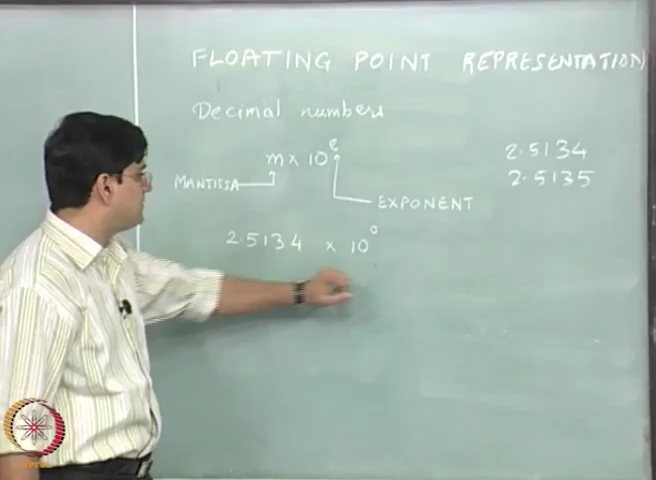 FLOATING POINT REPRESENTATION
Decimal numbers
m × 10^e
MANTISSA
EXPONENT
2.5134 × 10^0
2.5134
2.5135